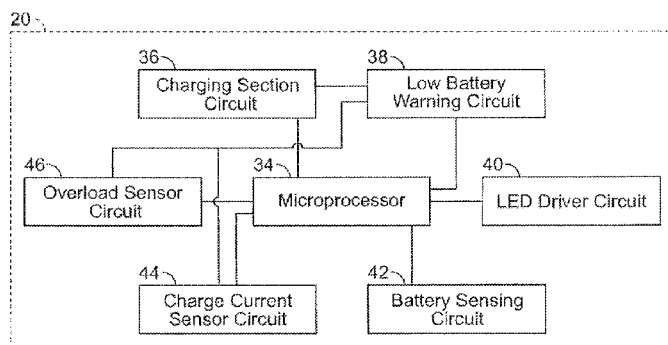 20
36
Charging Section
Circuit
38
Low Battery
Warning Circuit
46
Overload Sensor
Circuit
34
Microprocessor
40
LED Driver Circuit
44
Charge Current
Sensor Circuit
42
Battery Sensing
Circuit